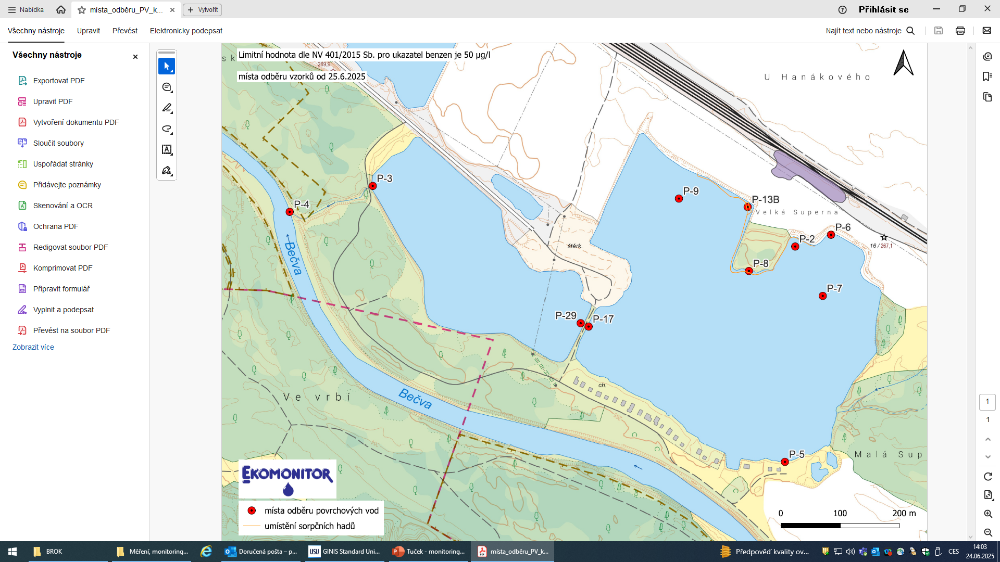 Nabídka
místa_odběru_PV_k...
Vytvořit
Přihlásit se
Všechny nástroje
Upravit
Převést
Elektronicky podepsat
Najít text nebo nástroje
Všechny nástroje
Exportovat PDF
Upravit PDF
Vytvoření dokumentu PDF
Sloučit soubory
Uspořádat stránky
Přidávejte poznámky
Skenování a OCR
Ochrana PDF
Redigovat soubor PDF
Komprimovat PDF
Připravit formulář
Vyplnit a podepsat
Převést na soubor PDF
Zobrazit více
Limitní hodnota dle NV 401/2015 Sb. pro ukazatel benzen je 50 µg/l
s k
269,9
místa odběru vzorků od 25.6.2025
U Hanákového
265
P-3
P-9
P-4
P-13B
Velká Superna
P-6
P-2
265
16 / 267,1
štěrk.
P-8
Bečva
P-7
P-29
P-17
ch.
Ve vrbí
Bečva
265
P-5
Malá Sup
EKOMONITOR
místa odběru povrchových vod
umístění sorpčních hadů
0 100 200 m
1
1
BROK
Měření, monitoring...
Doručená pošta – p...
USU
GINIS Standard Uni...
Tuček - monitoring...
místa_odběru_PV_k...
Předpověď kvality ov...
CES
14:03
24.06.2025